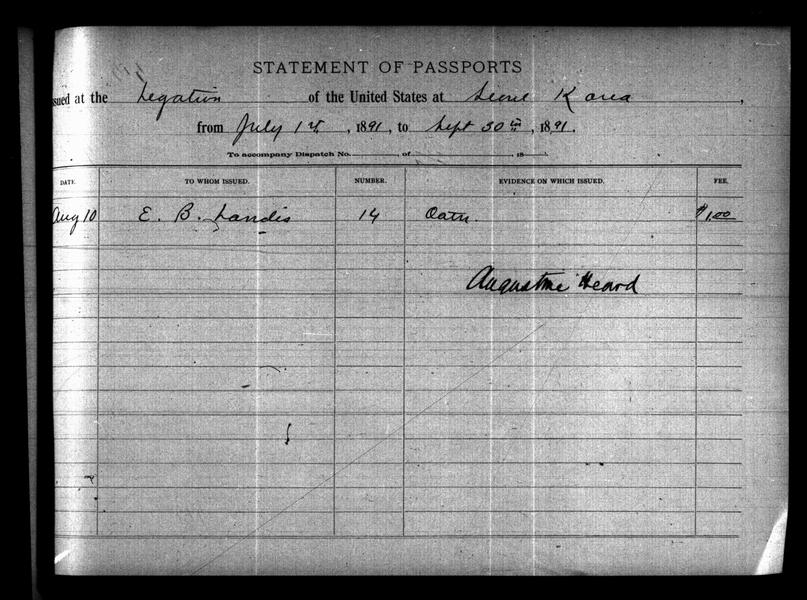 STATEMENT OF PASSPORTS
ssued at the Legation of the United States at Seoul Korea,
from July 1st, 1891, to Sept 30th, 1891.
To accompany Dispatch No. , of , 18
DATE. TO WHOM ISSUED. NUMBER. EVIDENCE ON WHICH ISSUED. FEE.
Aug 10 E. B. Landis 14 Oath. $1.00
Augustine Heard